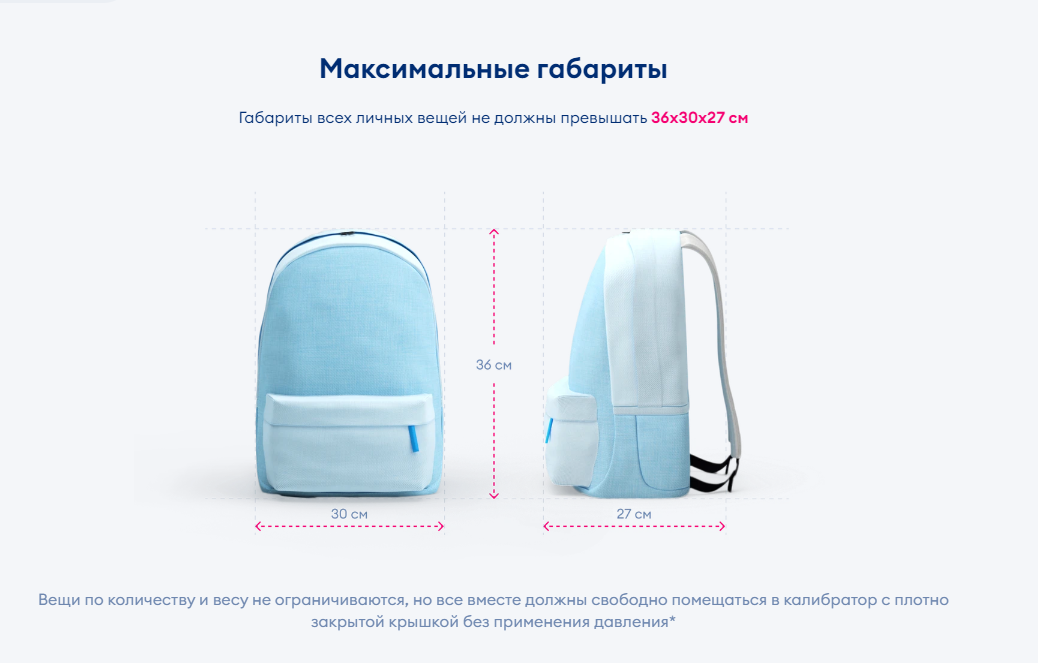 Максимальные габариты
Габариты всех личных вещей не должны превышать 36х30х27 см
36 см
30 см
27 см
Вещи по количеству и весу не ограничиваются, но все вместе должны свободно помещаться в калибратор с плотно
закрытой крышкой без применения давления*